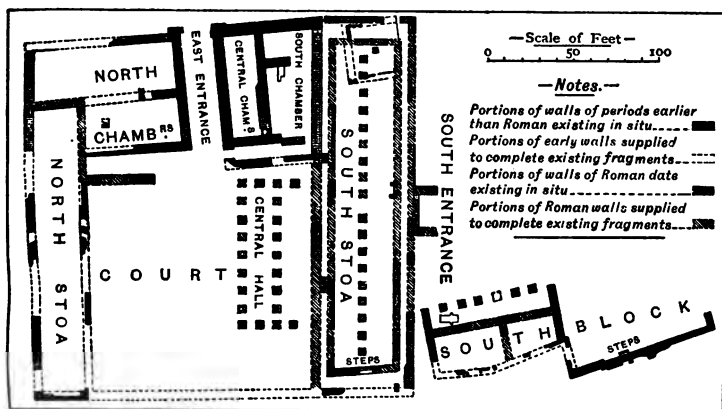 —Scale of Feet—
0 50 100
—Notes.—
Portions of walls of periods earlier
than Roman existing in situ
Portions of early walls supplied
to complete existing fragments
Portions of walls of Roman date
existing in situ
Portions of Roman walls supplied
to complete existing fragments
NORTH
CHAMBRS
EAST ENTRANCE
CENTRAL CHAM.S
SOUTH CHAMBER
NORTH STOA
COURT
CENTRAL HALL
SOUTH STOA
STEPS
SOUTH ENTRANCE
SOUTH BLOCK
STEPS